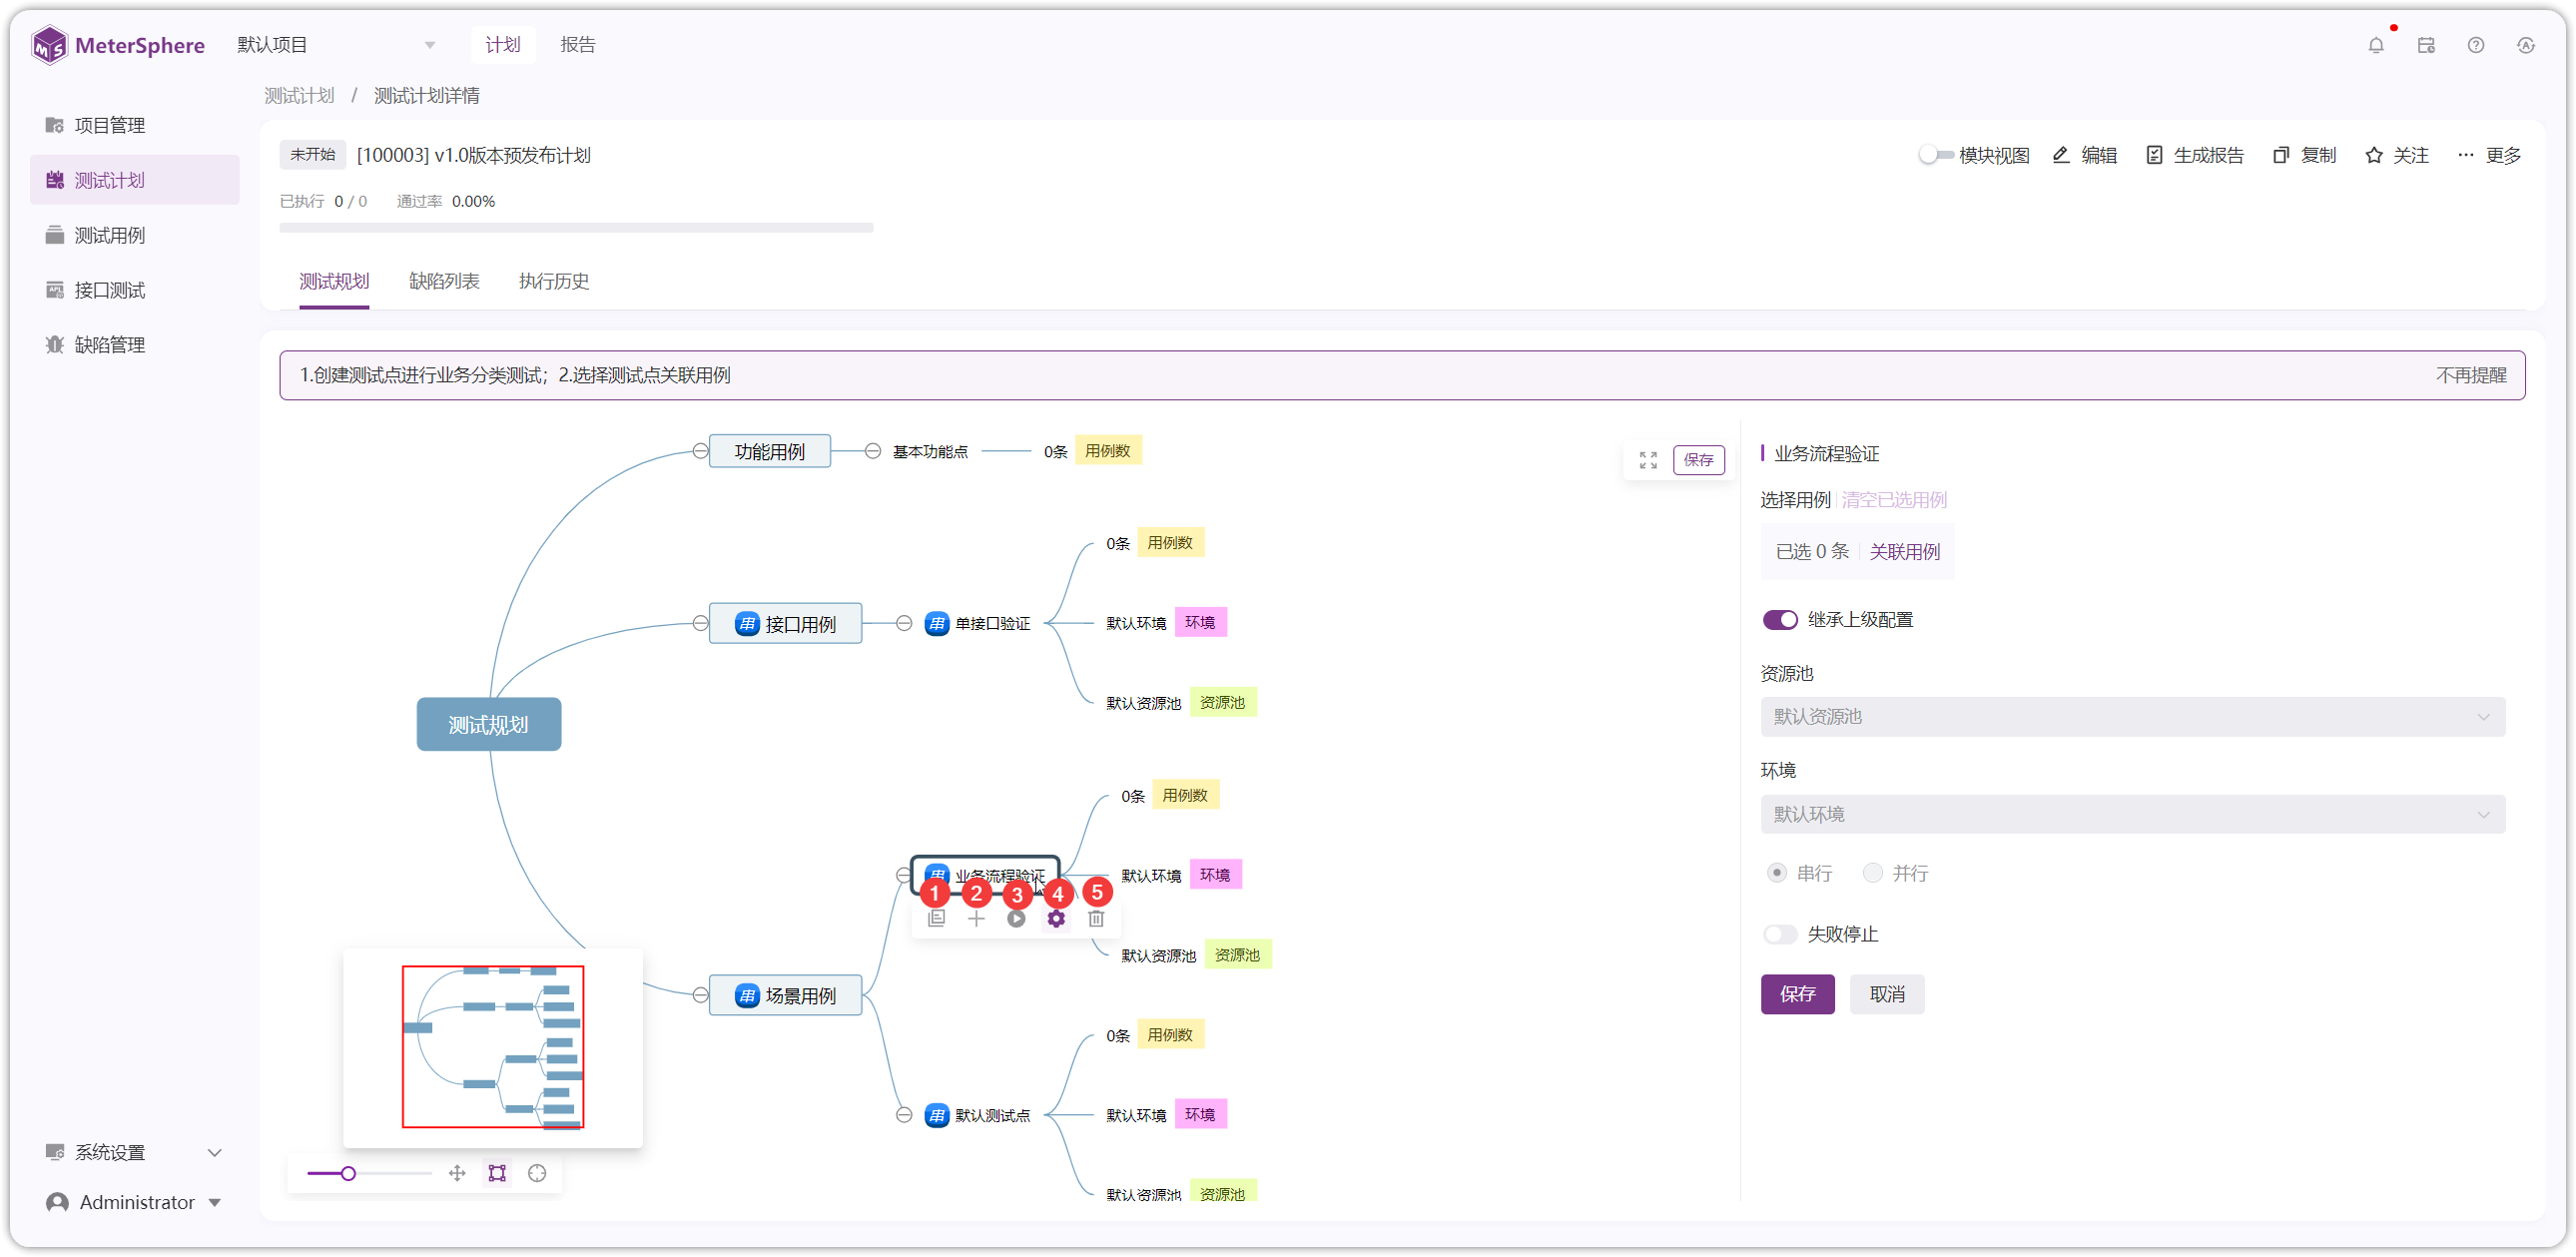 MeterSphere 默认项目 计划 报告
测试计划 / 测试计划详情
项目管理
测试计划
测试用例
接口测试
缺陷管理
系统设置
Administrator
未开始 [100003] v1.0版本预发布计划
模块视图 编辑 生成报告 复制 关注 更多
已执行 0 / 0 通过率 0.00%
测试规划 缺陷列表 执行历史
1.创建测试点进行业务分类测试；2.选择测试点关联用例 不再提醒
功能用例 基本功能点 0条 用例数
保存
0条 用例数
串 接口用例 串 单接口验证 默认环境 环境
默认资源池 资源池
测试规划
0条 用例数
串 业务流程验证 默认环境 环境
1 2 3 4 5
默认资源池 资源池
串 场景用例
0条 用例数
串 默认测试点 默认环境 环境
默认资源池 资源池
业务流程验证
选择用例 清空已选用例
已选 0 条 关联用例
继承上级配置
资源池
默认资源池
环境
默认环境
串行 并行
失败停止
保存 取消